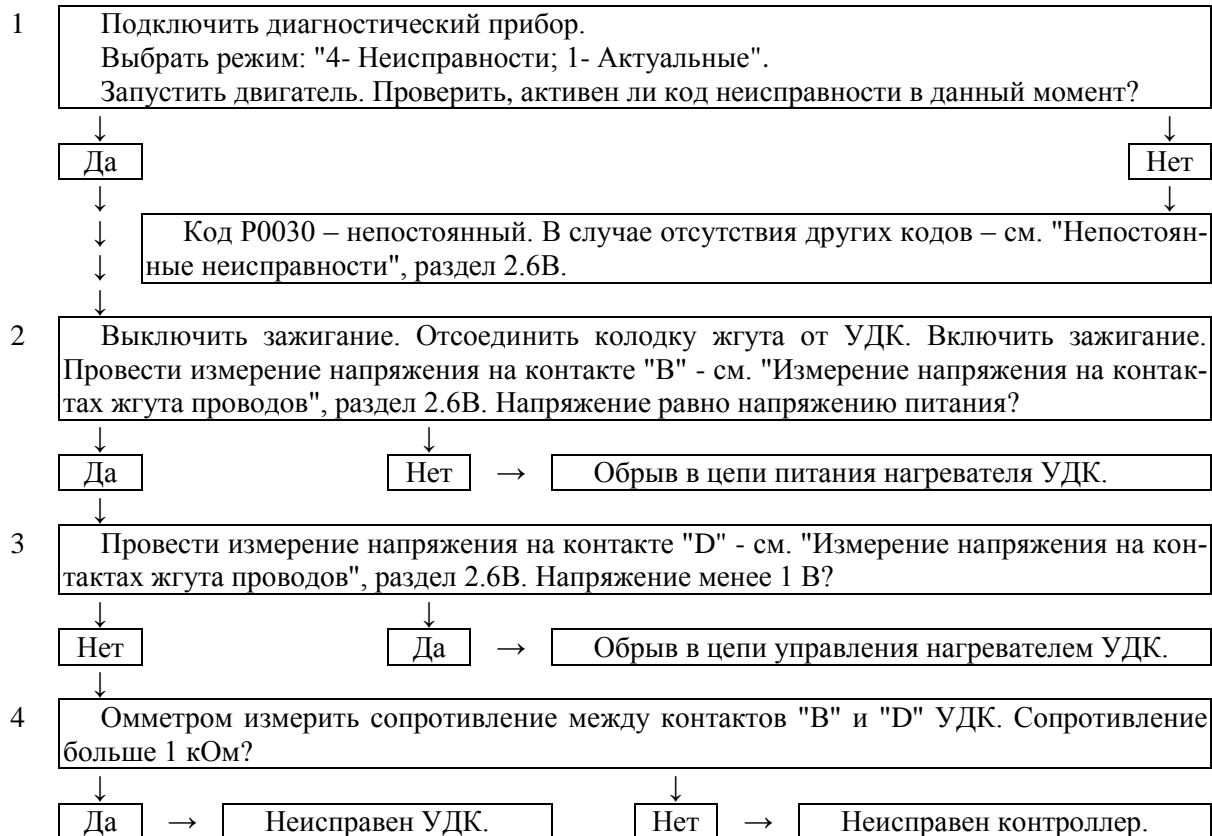 1 Подключить диагностический прибор.
Выбрать режим: "4- Неисправности; 1- Актуальные".
Запустить двигатель. Проверить, активен ли код неисправности в данный момент?
↓ ↓
Да Нет
↓ ↓
↓ Код Р0030 – непостоянный. В случае отсутствия других кодов – см. "Непостоян-
↓ ные неисправности", раздел 2.6В.
↓
2 Выключить зажигание. Отсоединить колодку жгута от УДК. Включить зажигание.
Провести измерение напряжения на контакте "В" - см. "Измерение напряжения на контак-
тах жгута проводов", раздел 2.6В. Напряжение равно напряжению питания?
↓ ↓
Да Нет → Обрыв в цепи питания нагревателя УДК.
↓
3 Провести измерение напряжения на контакте "D" - см. "Измерение напряжения на кон-
тактах жгута проводов", раздел 2.6В. Напряжение менее 1 В?
↓ ↓
Нет Да → Обрыв в цепи управления нагревателем УДК.
↓
4 Омметром измерить сопротивление между контактов "В" и "D" УДК. Сопротивление
больше 1 кОм?
↓ ↓
Да → Неисправен УДК. Нет → Неисправен контроллер.